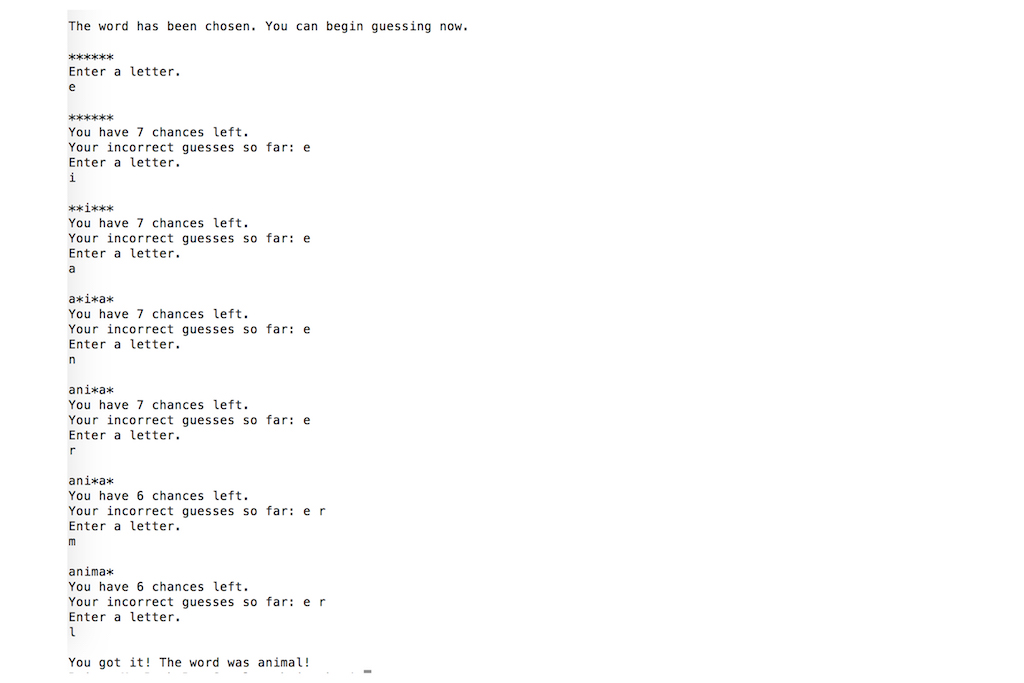 The word has been chosen. You can begin guessing now.
******
Enter a letter.
e
******
You have 7 chances left.
Your incorrect guesses so far: e
Enter a letter.
i
**i***
You have 7 chances left.
Your incorrect guesses so far: e
Enter a letter.
a
a*i*a*
You have 7 chances left.
Your incorrect guesses so far: e
Enter a letter.
n
ani*a*
You have 7 chances left.
Your incorrect guesses so far: e
Enter a letter.
r
ani*a*
You have 6 chances left.
Your incorrect guesses so far: e r
Enter a letter.
m
anima*
You have 6 chances left.
Your incorrect guesses so far: e r
Enter a letter.
l
You got it! The word was animal!